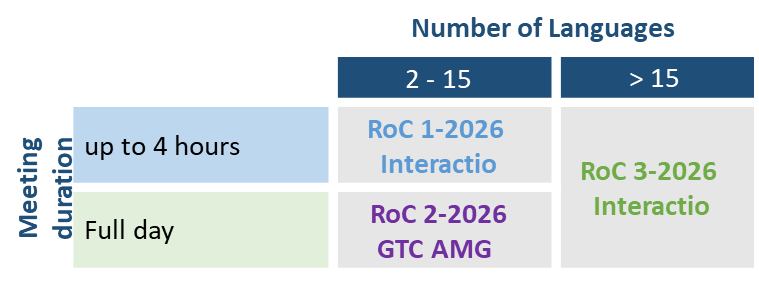 Number of Languages
2 - 15
> 15
Meeting
duration
up to 4 hours
RoC 1-2026
Interactio
RoC 3-2026
Interactio
Full day
RoC 2-2026
GTC AMG